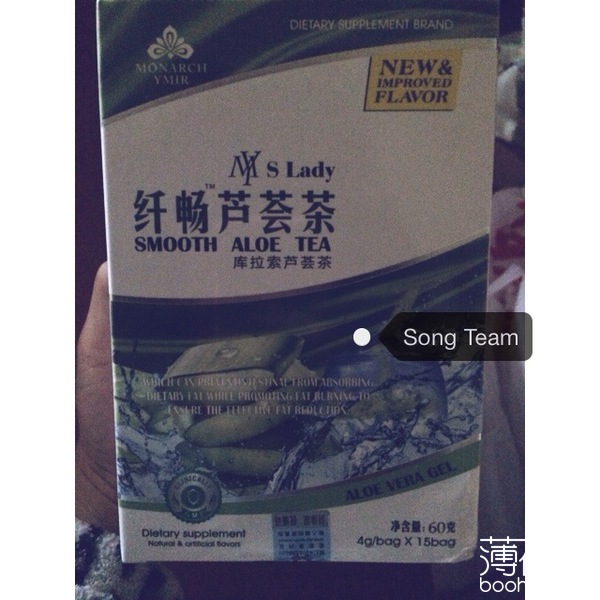 DIETARY SUPPLEMENT BRAND
MONARCH
YMIR
NEW&
IMPROVED
FLAVOR
MY S Lady
纤畅芦荟茶
TM
SMOOTH ALOE TEA
库拉索芦荟茶
Song Team
WHICH CAN PREVENT INTESTINAL FROM ABSORBING
DIETARY FAT WHILE PROMOTING FAT BURNING TO
ENSURE THE EFFECTIVE FAT REDUCTION.
ALOE VERA GEL
Dietary supplement
Natural & artificial flavors
净含量: 60克
4g/bag X 15bag
薄
booh